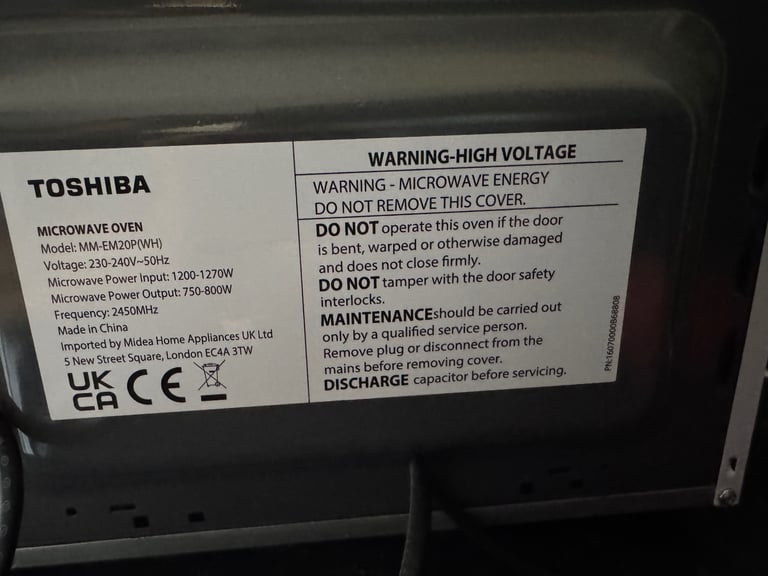 TOSHIBA
MICROWAVE OVEN
Model: MM-EM20P(WH)
Voltage: 230-240V~50Hz
Microwave Power Input: 1200-1270W
Microwave Power Output: 750-800W
Frequency: 2450MHz
Made in China
Imported by Midea Home Appliances UK Ltd
5 New Street Square, London EC4A 3TW
UK
CA CE
WARNING-HIGH VOLTAGE
WARNING - MICROWAVE ENERGY
DO NOT REMOVE THIS COVER.
DO NOT operate this oven if the door
is bent, warped or otherwise damaged
and does not close firmly.
DO NOT tamper with the door safety
interlocks.
MAINTENANCE should be carried out
only by a qualified service person.
Remove plug or disconnect from the
mains before removing cover.
DISCHARGE capacitor before servicing.
PN:16070000B68808